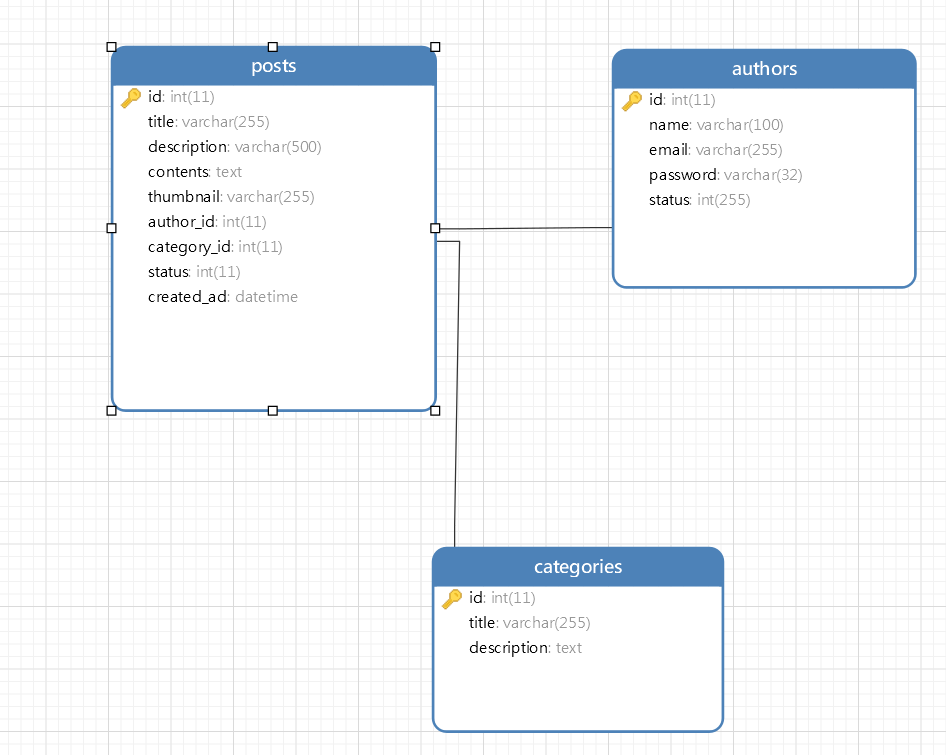 posts
id: int(11)
title: varchar(255)
description: varchar(500)
contents: text
thumbnail: varchar(255)
author_id: int(11)
category_id: int(11)
status: int(11)
created_ad: datetime
authors
id: int(11)
name: varchar(100)
email: varchar(255)
password: varchar(32)
status: int(255)
categories
id: int(11)
title: varchar(255)
description: text